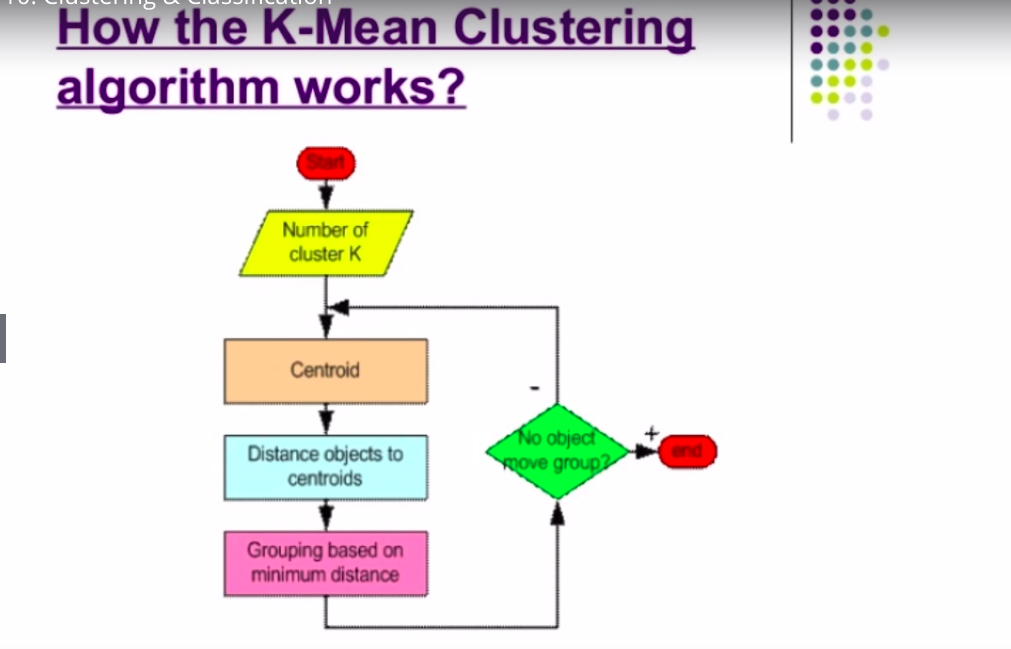 10. Clustering & Classification
How the K-Mean Clustering
algorithm works?
Start
Number of
cluster K
Centroid
-
No object
move group?
+
end
Distance objects to
centroids
Grouping based on
minimum distance